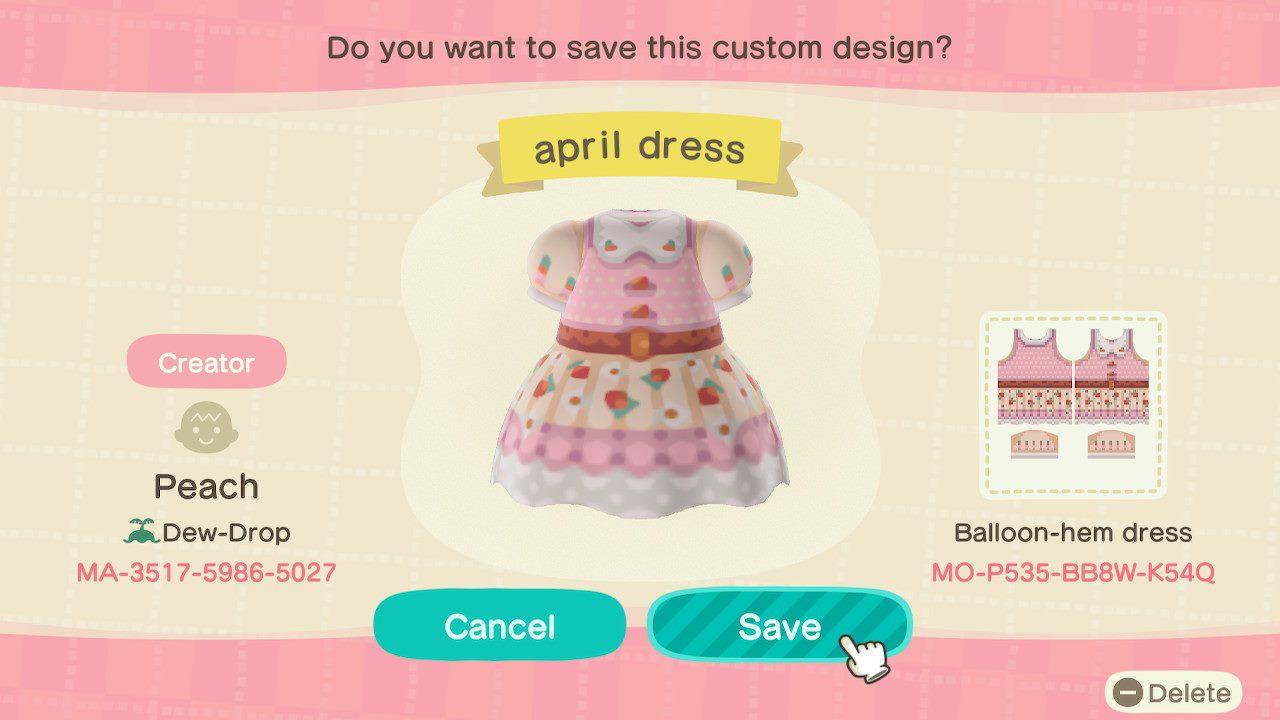 Do you want to save this custom design?
april dress
Creator
Peach
Dew-Drop
MA-3517-5986-5027
Balloon-hem dress
MO-P535-BB8W-K54Q
Cancel
Save
Delete